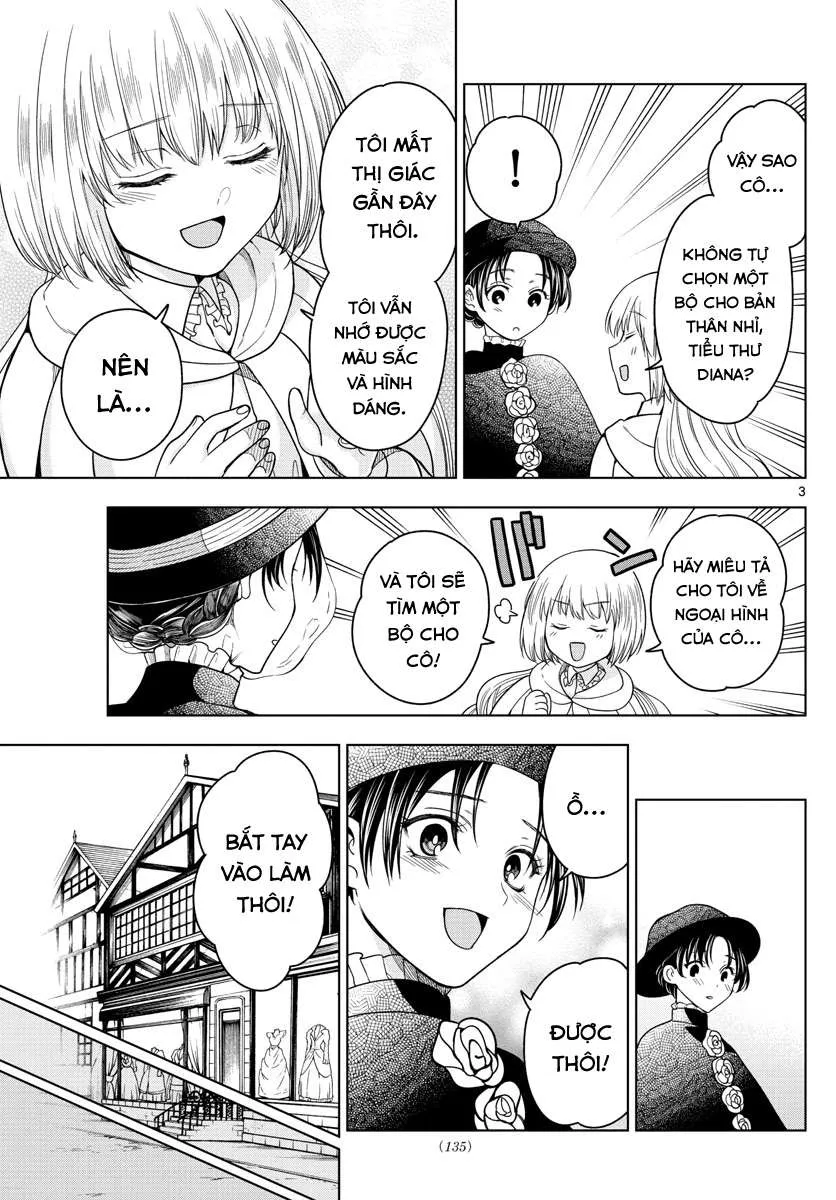 VẬY SAO
CÔ...
KHÔNG TỰ
CHỌN MỘT
BỘ CHO BẢN
THÂN NHỈ,
TIỂU THƯ
DIANA?
!
TÔI MẤT
THỊ GIÁC
GẦN ĐÂY
THÔI.
TÔI VẪN
NHỚ ĐƯỢC
MÀU SẮC
VÀ HÌNH
DÁNG.
NÊN
LÀ...
3
HÃY MIÊU TẢ
CHO TÔI VỀ
NGOẠI HÌNH
CỦA CÔ...
バン
VÀ TÔI SẼ
TÌM MỘT
BỘ CHO
CÔ!
Ồ...
ĐƯỢC
THÔI!
BẮT TAY
VÀO LÀM
THÔI!
(135)